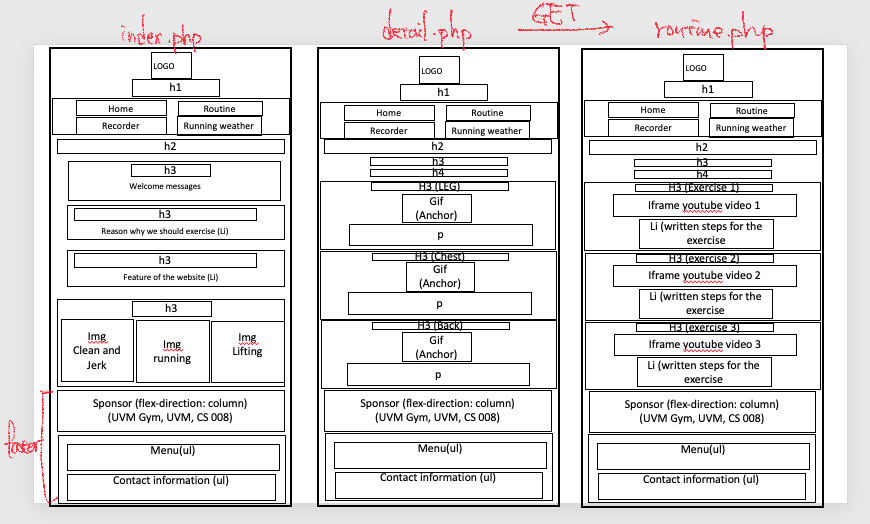 index.php
LOGO
h1
Home
Routine
Recorder
Running weather
h2
h3
Welcome messages
h3
Reason why we should exercise (Li)
h3
Feature of the website (Li)
h3
Img
Clean and
Jerk
Img
running
Img
Lifting
Sponsor (flex-direction: column)
(UVM Gym, UVM, CS 008)
Menu(ul)
Contact information (ul)
detail.php
LOGO
h1
Home
Routine
Recorder
Running weather
h2
h3
h4
H3 (LEG)
Gif
(Anchor)
p
H3 (Chest)
Gif
(Anchor)
p
H3 (Back)
Gif
(Anchor)
p
Sponsor (flex-direction: column)
(UVM Gym, UVM, CS 008)
Menu(ul)
Contact information (ul)
GET
routine.php
LOGO
h1
Home
Routine
Recorder
Running weather
h2
h3
h4
H3 (Exercise 1)
Iframe youtube video 1
Li (written steps for the
exercise
H3 (exercise 2)
Iframe youtube video 2
Li (written steps for the
exercise
H3 (exercise 3)
Iframe youtube video 3
Li (written steps for the
exercise
Sponsor (flex-direction: column)
(UVM Gym, UVM, CS 008)
Menu(ul)
Contact information (ul)